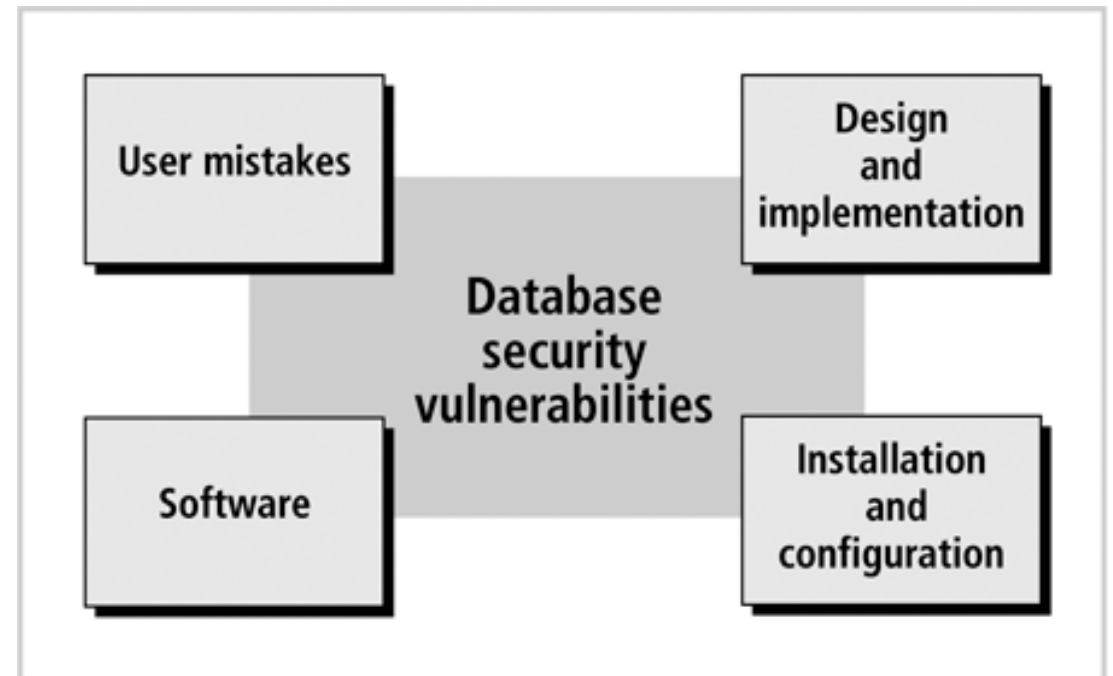 User mistakes
Design
and
implementation
Database
security
vulnerabilities
Software
Installation
and
configuration